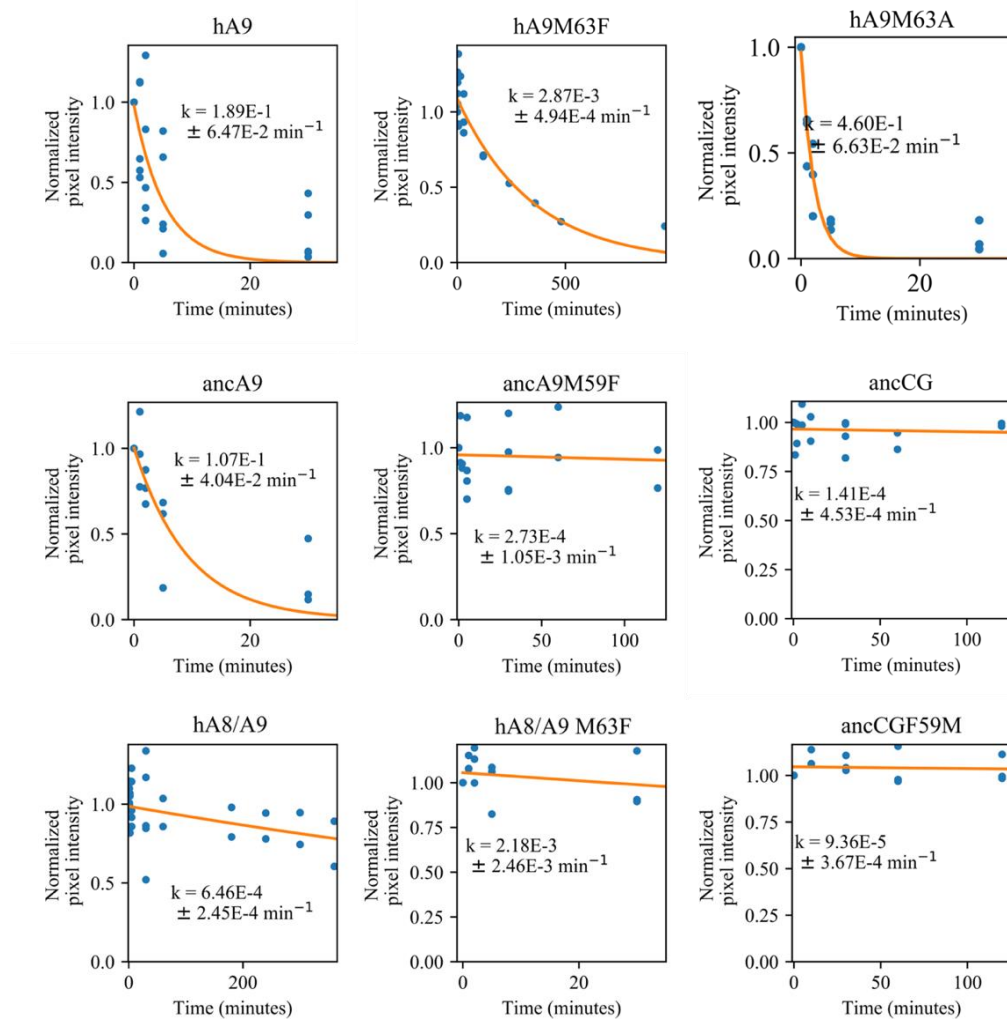 hA9
Normalized
pixel intensity
1.0
0.5
0.0
k = 1.89E-1
± 6.47E-2 min⁻¹
0
20
Time (minutes)
hA9M63F
Normalized
pixel intensity
1.0
0.5
0.0
k = 2.87E-3
± 4.94E-4 min⁻¹
0
500
Time (minutes)
hA9M63A
Normalized
pixel intensity
1.0
0.5
0.0
k = 4.60E-1
± 6.63E-2 min⁻¹
0
20
Time (minutes)
ancA9
Normalized
pixel intensity
1.0
0.5
0.0
k = 1.07E-1
± 4.04E-2 min⁻¹
0
20
Time (minutes)
ancA9M59F
Normalized
pixel intensity
1.0
0.5
0.0
k = 2.73E-4
± 1.05E-3 min⁻¹
0
50
100
Time (minutes)
ancCG
Normalized
pixel intensity
1.00
0.75
0.50
0.25
0.00
k = 1.41E-4
± 4.53E-4 min⁻¹
0
50
100
Time (minutes)
hA8/A9
Normalized
pixel intensity
1.0
0.5
0.0
k = 6.46E-4
± 2.45E-4 min⁻¹
0
200
Time (minutes)
hA8/A9 M63F
Normalized
pixel intensity
1.00
0.75
0.50
0.25
0.00
k = 2.18E-3
± 2.46E-3 min⁻¹
0
20
Time (minutes)
ancCGF59M
Normalized
pixel intensity
1.00
0.75
0.50
0.25
0.00
k = 9.36E-5
± 3.67E-4 min⁻¹
0
50
100
Time (minutes)